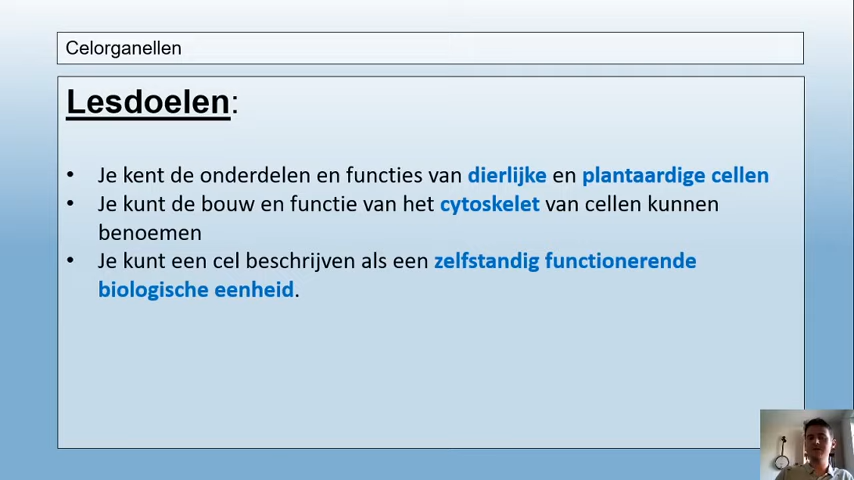 Celorganellen
Lesdoelen:
• Je kent de onderdelen en functies van dierlijke en plantaardige cellen
• Je kunt de bouw en functie van het cytoskelet van cellen kunnen
benoemen
• Je kunt een cel beschrijven als een zelfstandig functionerende
biologische eenheid.